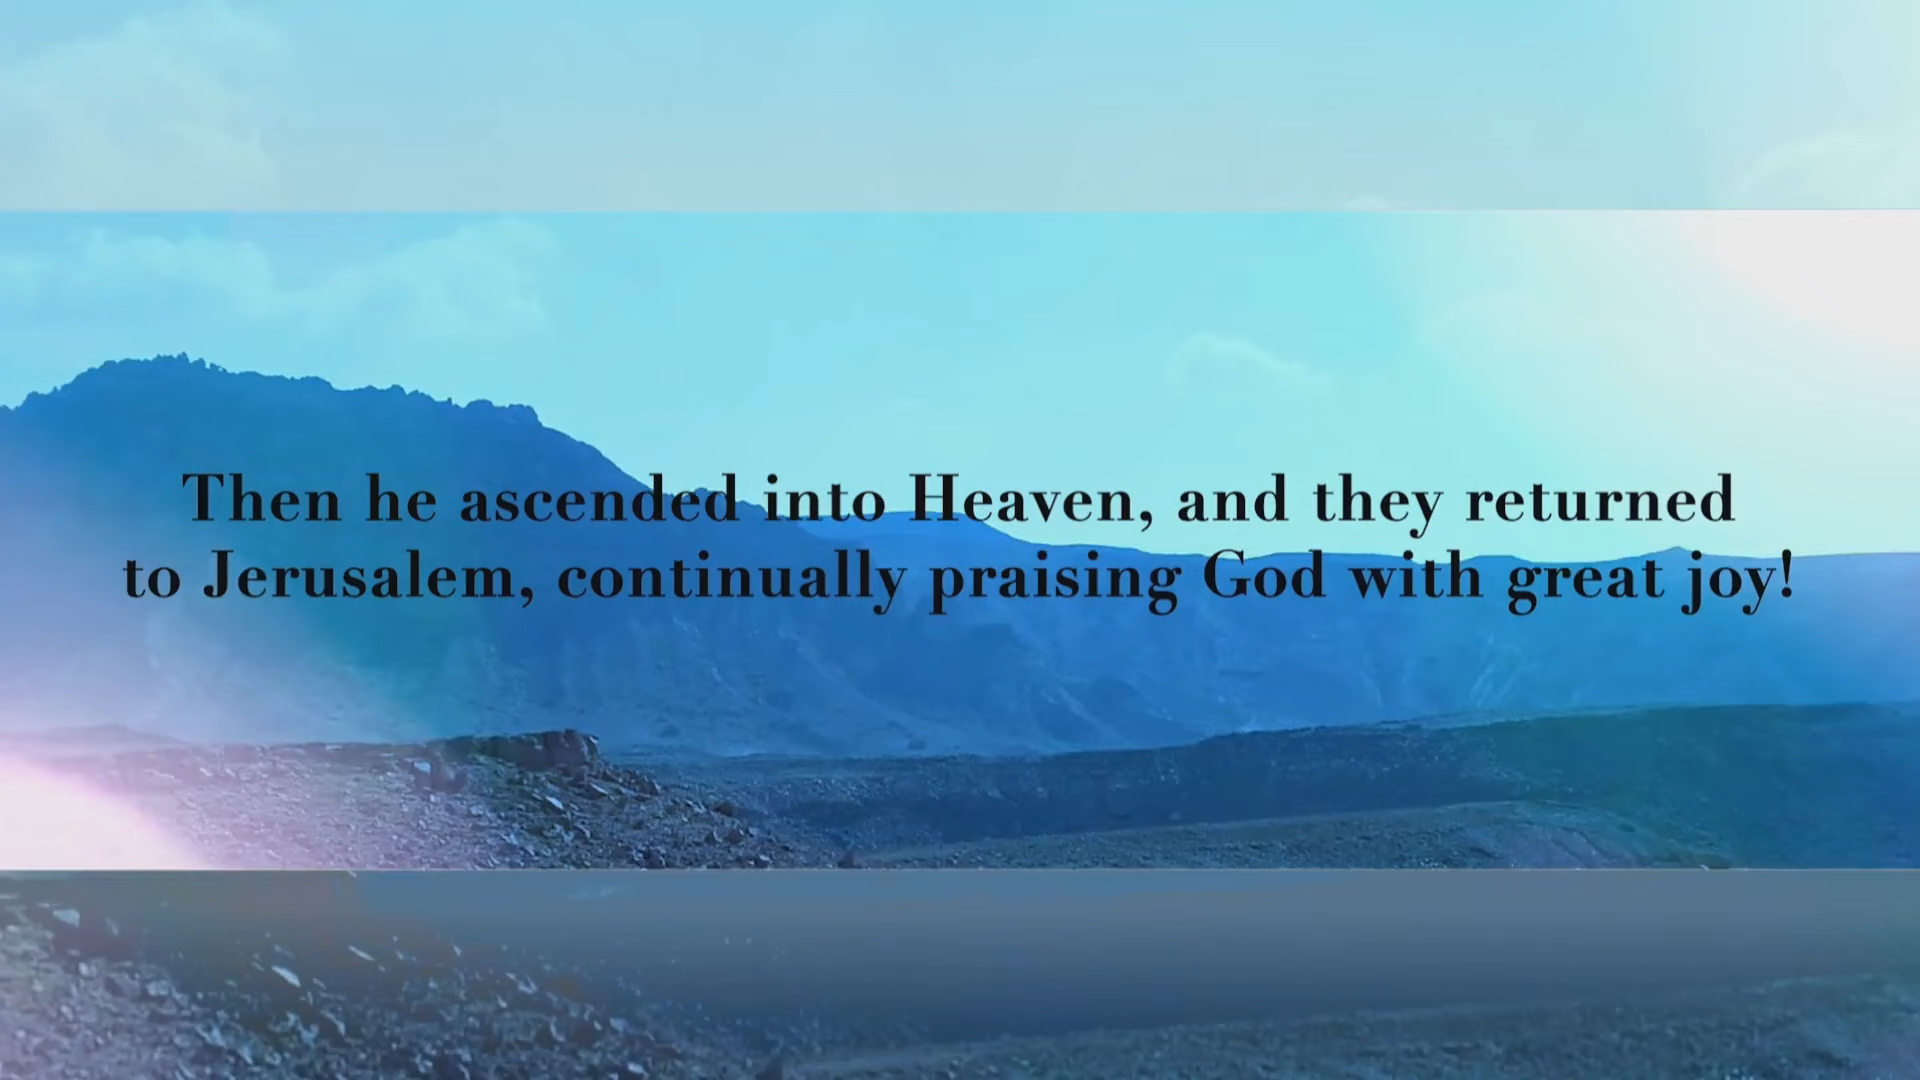 Then he ascended into Heaven, and they returned
to Jerusalem, continually praising God with great joy!